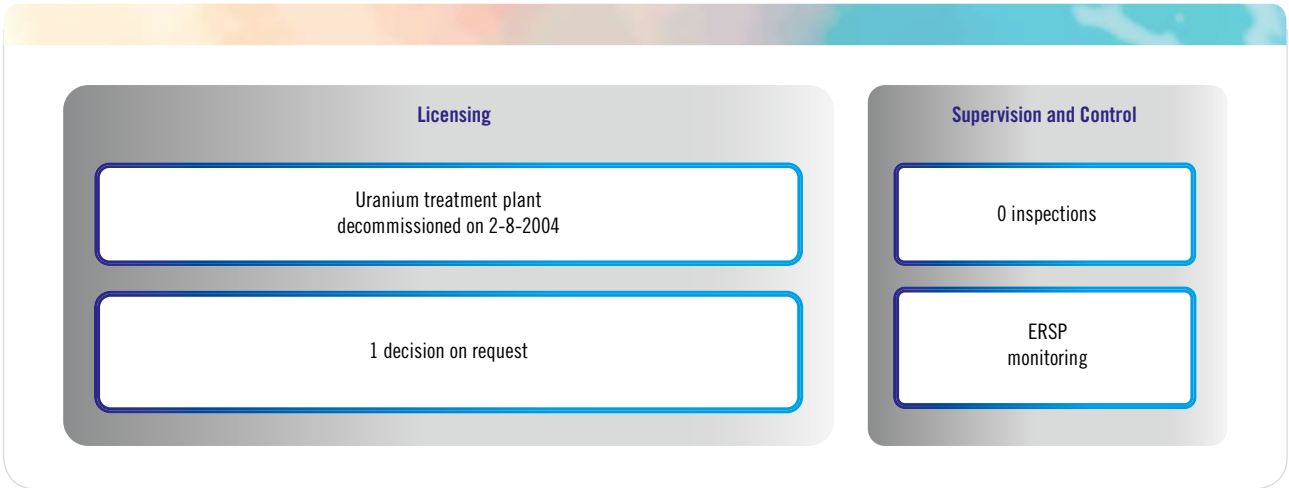 Licensing
Uranium treatment plant
decommissioned on 2-8-2004
1 decision on request
Supervision and Control
0 inspections
ERSP
monitoring